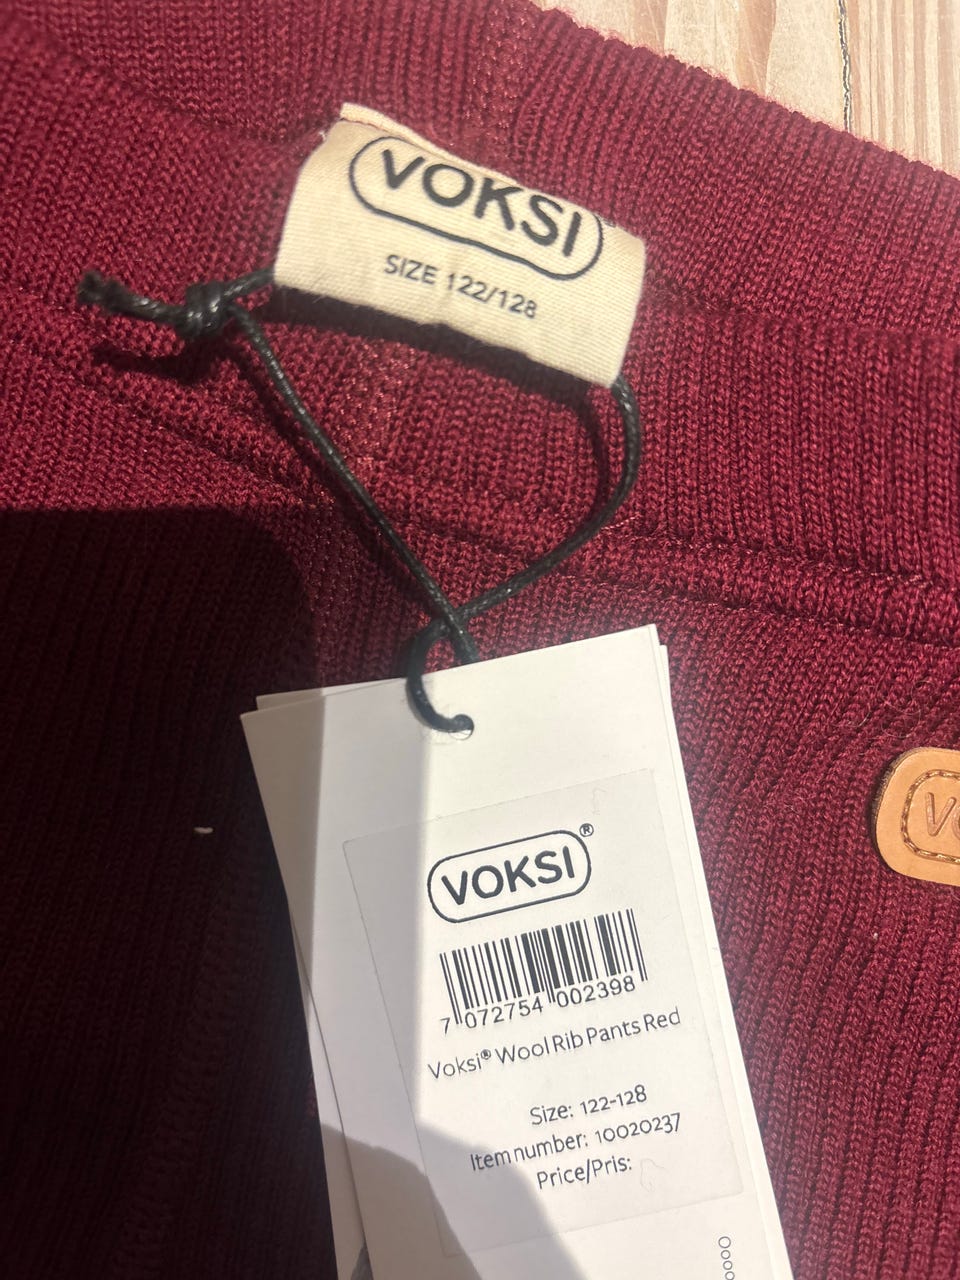 VOKSI
SIZE 122/128
VOKSI®
7 072754 002398
Voksi® Wool Rib Pants Red
Size: 122-128
Item number: 10020237
Price/Pris: